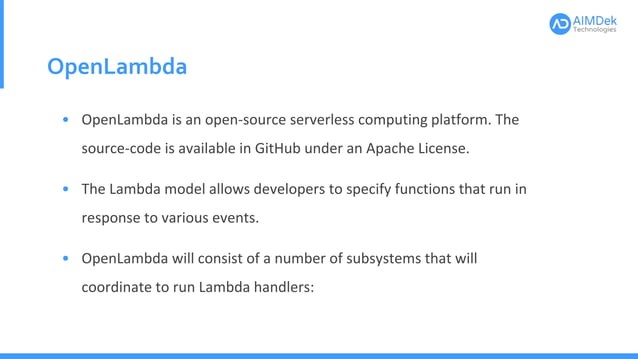 AIMDek
Technologies
OpenLambda
• OpenLambda is an open-source serverless computing platform. The
source-code is available in GitHub under an Apache License.
• The Lambda model allows developers to specify functions that run in
response to various events.
• OpenLambda will consist of a number of subsystems that will
coordinate to run Lambda handlers: